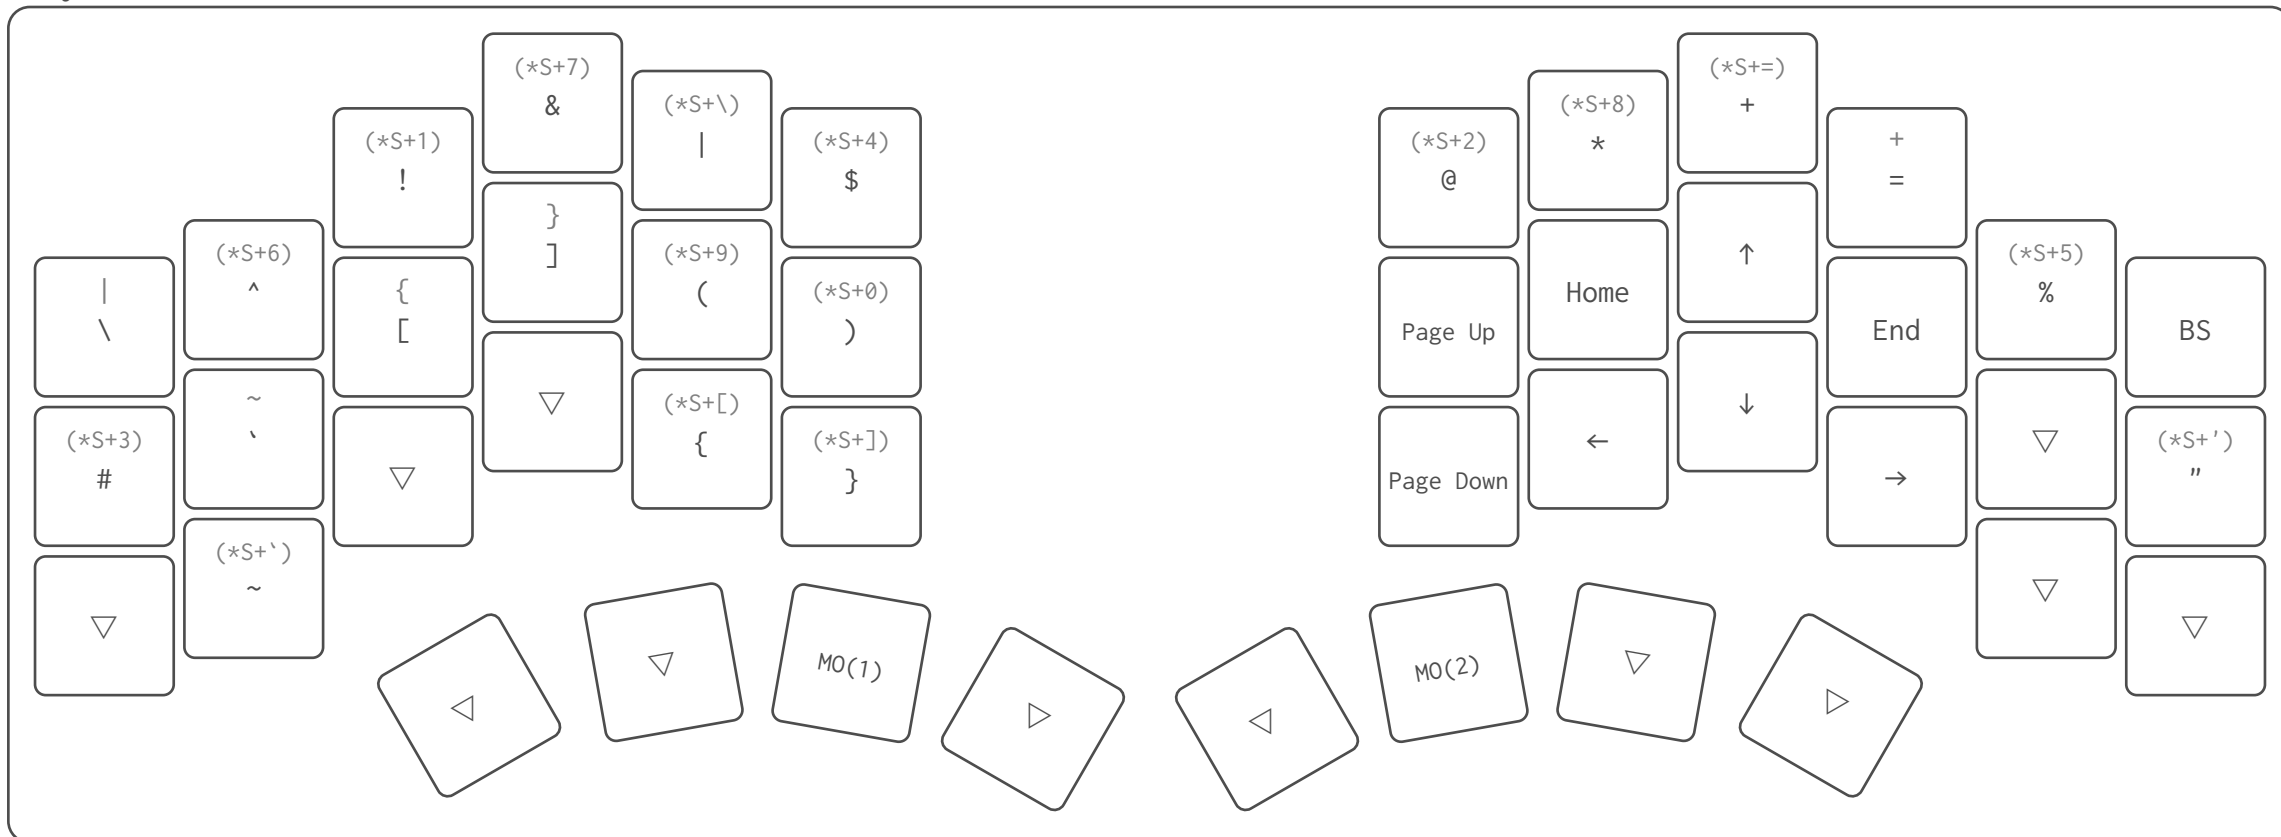 (*S+7)
&
(*S+\)
|
(*S+1)
!
(*S+4)
$
}
]
(*S+6)
^
(*S+9)
(
|
\
{
[
(*S+0)
)
▽
~
`
(*S+[)
{
(*S+3)
#
▽
(*S+])
}
(*S+`)
~
▽
◁
▽
MO(1)
▷
(*S+=)
+
(*S+8)
*
(*S+2)
@
+
=
↑
Home
(*S+5)
%
Page Up
End
BS
↓
←
▽
Page Down
→
(*S+')
"
▽
▽
◁
MO(2)
▽
▷